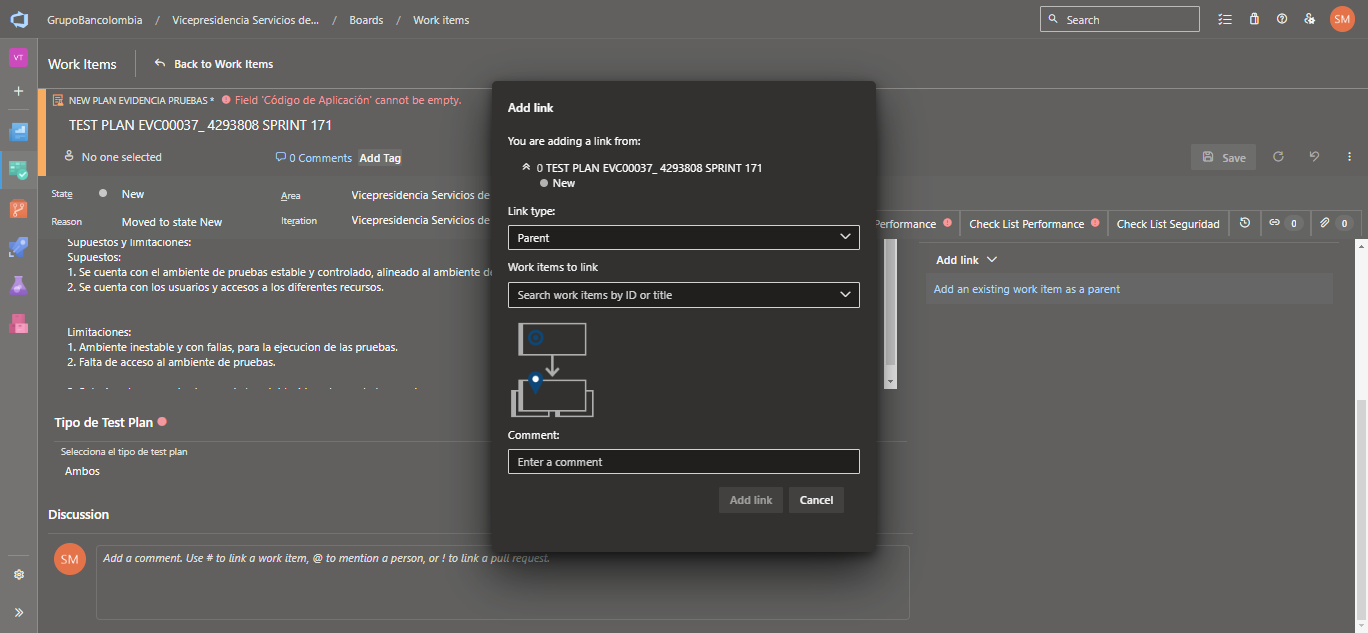 GrupoBancolombia / Vicepresidencia Servicios de... / Boards / Work items
Search
SM
VT
Work Items
Back to Work Items
NEW PLAN EVIDENCIA PRUEBAS * Field 'Código de Aplicación' cannot be empty.
TEST PLAN EVC00037_ 4293808 SPRINT 171
No one selected
0 Comments
Add Tag
Save
State
New
Area
Vicepresidencia Servicios de
Reason
Moved to state New
Iteration
Vicepresidencia Servicios de
Performance
Check List Performance
Check List Seguridad
0
0
Supuestos y limitaciones:
Supuestos:
1. Se cuenta con el ambiente de pruebas estable y controlado, alineado al ambiente de
2. Se cuenta con los usuarios y accesos a los diferentes recursos.
Limitaciones:
1. Ambiente inestable y con fallas, para la ejecucion de las pruebas.
2. Falta de acceso al ambiente de pruebas.
Tipo de Test Plan
Selecciona el tipo de test plan
Ambos
Discussion
SM
Add a comment. Use # to link a work item, @ to mention a person, or ! to link a pull request.
Add link
You are adding a link from:
0 TEST PLAN EVC00037_ 4293808 SPRINT 171
New
Link type:
Parent
Work items to link
Search work items by ID or title
Comment:
Enter a comment
Add link
Cancel
Add link
Add an existing work item as a parent